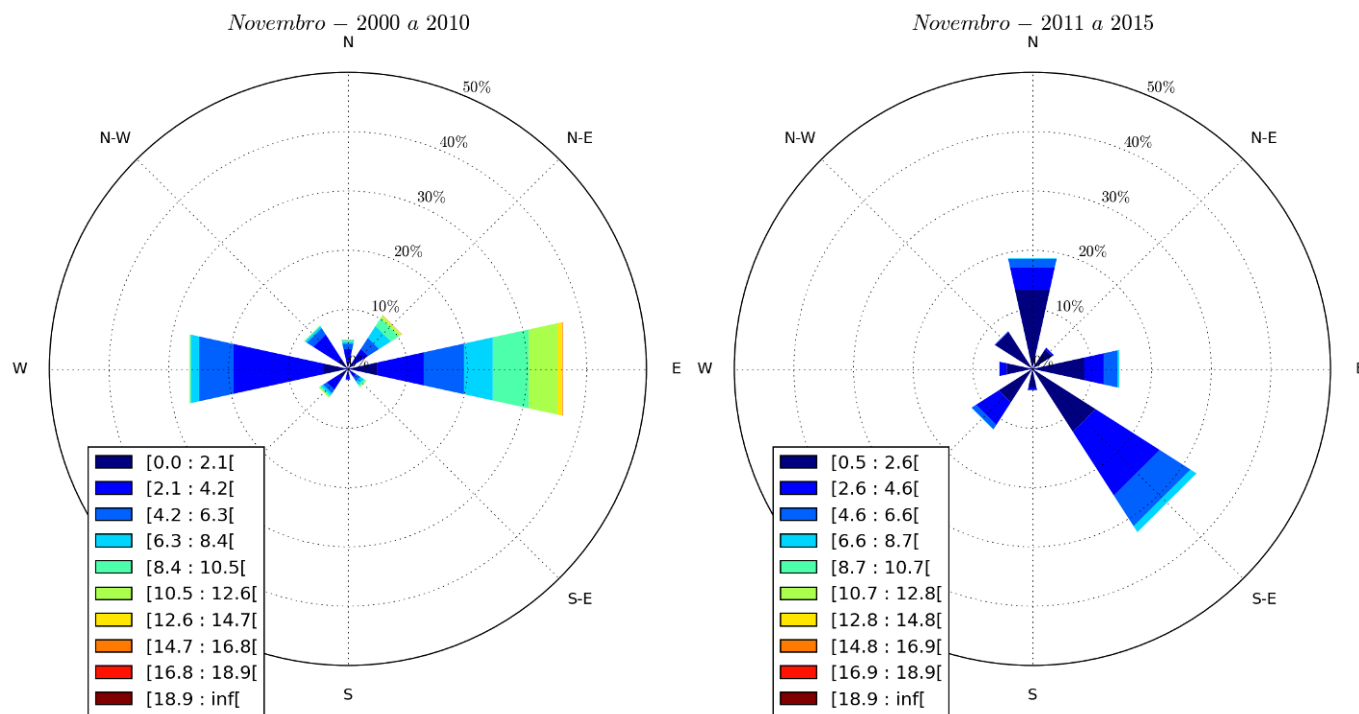 Novembro – 2000 a 2010
N
50%
N-W
N-E
40%
30%
20%
10%
W
E
S-E
S
[0.0 : 2.1[
[2.1 : 4.2[
[4.2 : 6.3[
[6.3 : 8.4[
[8.4 : 10.5[
[10.5 : 12.6[
[12.6 : 14.7[
[14.7 : 16.8[
[16.8 : 18.9[
[18.9 : inf[
Novembro – 2011 a 2015
N
50%
N-W
N-E
40%
30%
20%
10%
W
S-E
S
[0.5 : 2.6[
[2.6 : 4.6[
[4.6 : 6.6[
[6.6 : 8.7[
[8.7 : 10.7[
[10.7 : 12.8[
[12.8 : 14.8[
[14.8 : 16.9[
[16.9 : 18.9[
[18.9 : inf[